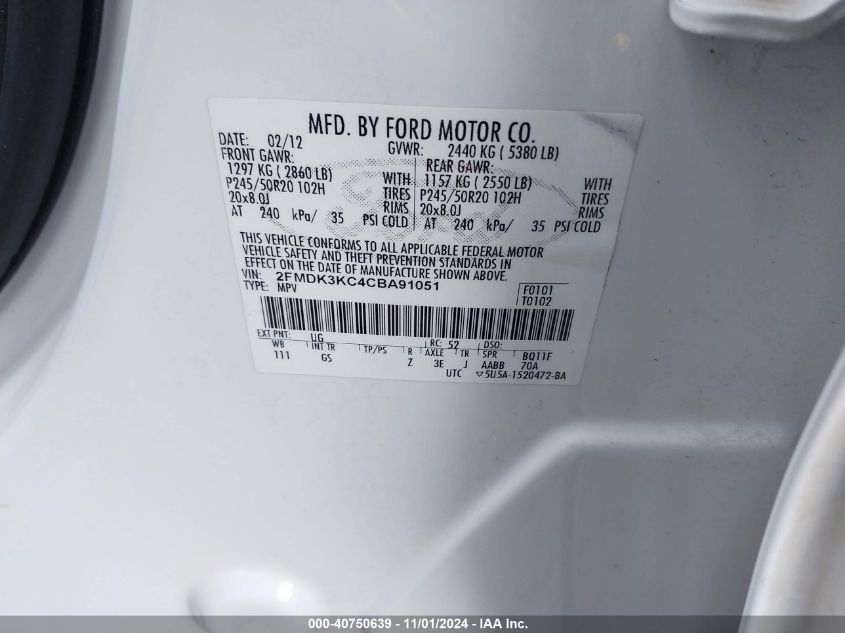 MFD. BY FORD MOTOR CO.
DATE: 02/12 GVWR: 2440 KG ( 5380 LB)
FRONT GAWR: REAR GAWR:
1297 KG ( 2860 LB) WITH 1157 KG ( 2550 LB) WITH
P245/50R20 102H TIRES P245/50R20 102H TIRES
20x8.0J RIMS 20x8.0J RIMS
AT 240 kPa/ 35 PSI COLD AT 240 kPa/ 35 PSI COLD
Ford
THIS VEHICLE CONFORMS TO ALL APPLICABLE FEDERAL MOTOR
VEHICLE SAFETY AND THEFT PREVENTION STANDARDS IN
EFFECT ON THE DATE OF MANUFACTURE SHOWN ABOVE.
VIN: 2FMDK3KC4CBA91051 F0101
TYPE: MPV T0102
EXT PNT: UG RC: 52 DSO:
WB INT TR TP/PS R AXLE TR SPR BQ11F
111 GS Z 3E J AABB 70A
UTC ▽5U5A-1520472-BA
000-40750639 - 11/01/2024 - IAA Inc.